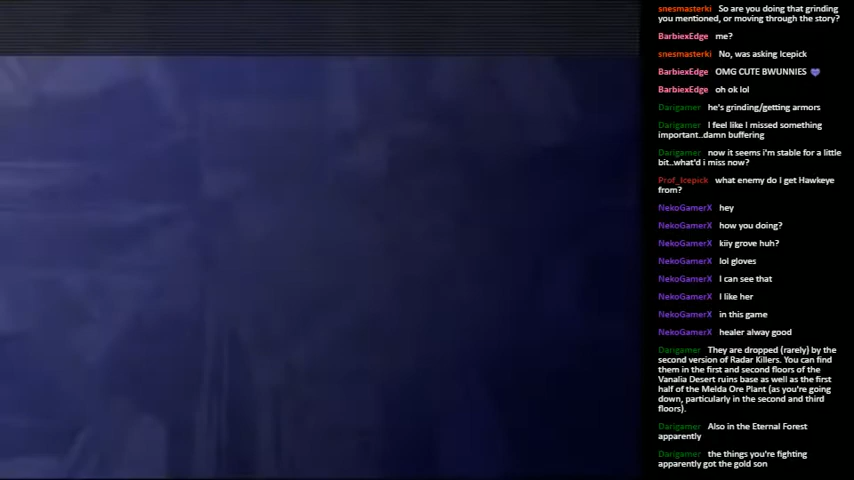 snesmasterki So are you doing that grinding
you mentioned, or moving through the story?
BarbiexEdge me?
snesmasterki No, was asking Icepick
BarbiexEdge OMG CUTE BWUNNIES 💜
BarbiexEdge oh ok lol
Darigamer he's grinding/getting armors
Darigamer I feel like I missed something
important..damn buffering
Darigamer now it seems i'm stable for a little
bit..what'd i miss now?
Prof_Icepick what enemy do I get Hawkeye
from?
NekoGamerX hey
NekoGamerX how you doing?
NekoGamerX kiiy grove huh?
NekoGamerX lol gloves
NekoGamerX I can see that
NekoGamerX I like her
NekoGamerX in this game
NekoGamerX healer alway good
Darigamer They are dropped (rarely) by the
second version of Radar Killers. You can find
them in the first and second floors of the
Vanalia Desert ruins base as well as the first
half of the Melda Ore Plant (as you're going
down, particularly in the second and third
floors).
Darigamer Also in the Eternal Forest
apparently
Darigamer the things you're fighting
apparently got the gold son